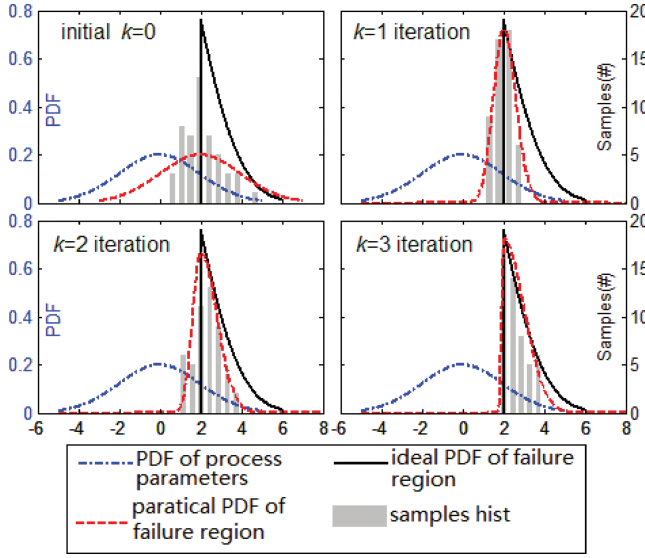 initial k=0
k=1 iteration
0.8
0.6
0.4
0.2
0
PDF
20
15
10
5
0
Samples(#)
k=2 iteration
k=3 iteration
0.8
0.6
0.4
0.2
0
PDF
20
15
10
5
0
Samples(#)
-6 -4 -2 0 2 4 6
-6 -4 -2 0 2 4 6 8
PDF of process
parameters
ideal PDF of failure
region
paratical PDF of
failure region
samples hist